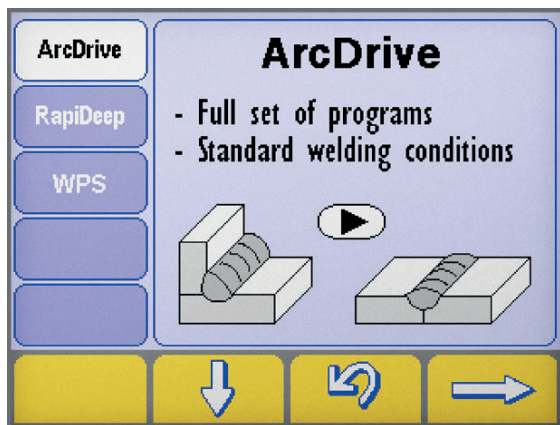 ArcDrive
RapiDeep
WPS
ArcDrive
- Full set of programs
- Standard welding conditions